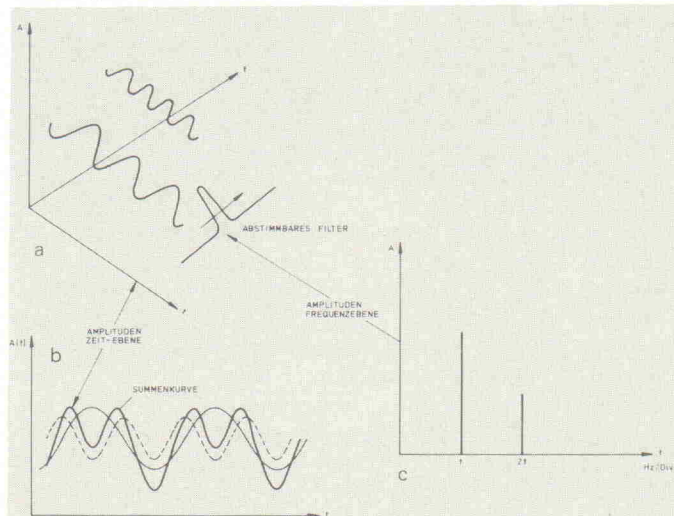 A
f
a
ABSTIMMBARES FILTER
A
AMPLITUDEN
FREQUENZEBENE
AMPLITUDEN
ZEIT-EBENE
b
A(t)
SUMMENKURVE
t
f
2f
f
Hz/Div
c
t